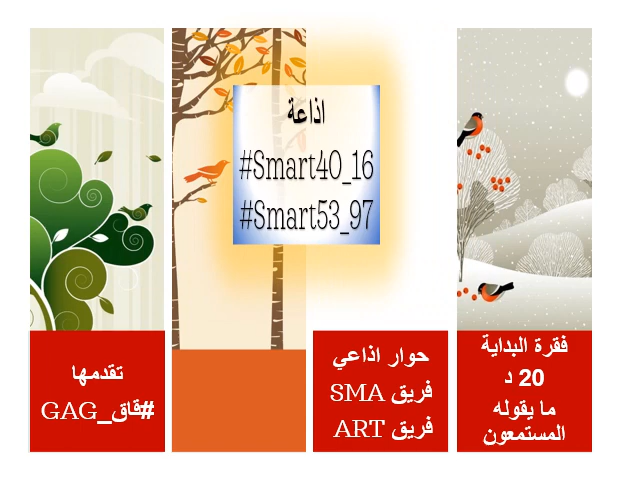 اذاعة
#Smart40_16
#Smart53_97
فقرة البداية
20 د
ما يقوله
المستمعون
حوار اذاعي
فريق SMA
فريق ART
تقدمها
#قاق_GAG